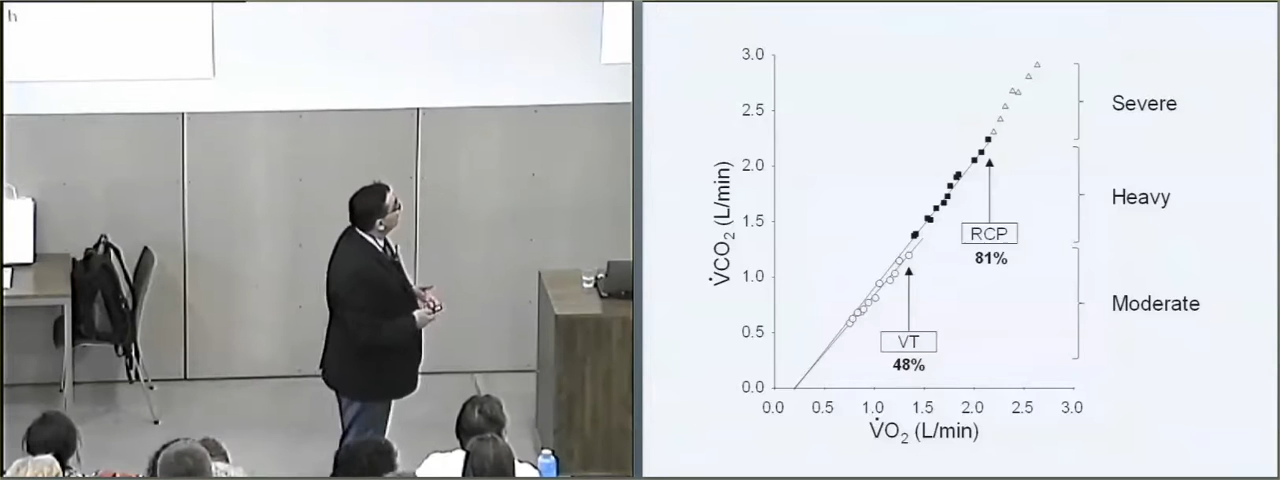 h
3.0
2.5
2.0
1.5
1.0
0.5
0.0
0.0 0.5 1.0 1.5 2.0 2.5 3.0
V̇CO₂ (L/min)
V̇O₂ (L/min)
RCP
81%
VT
48%
Severe
Heavy
Moderate